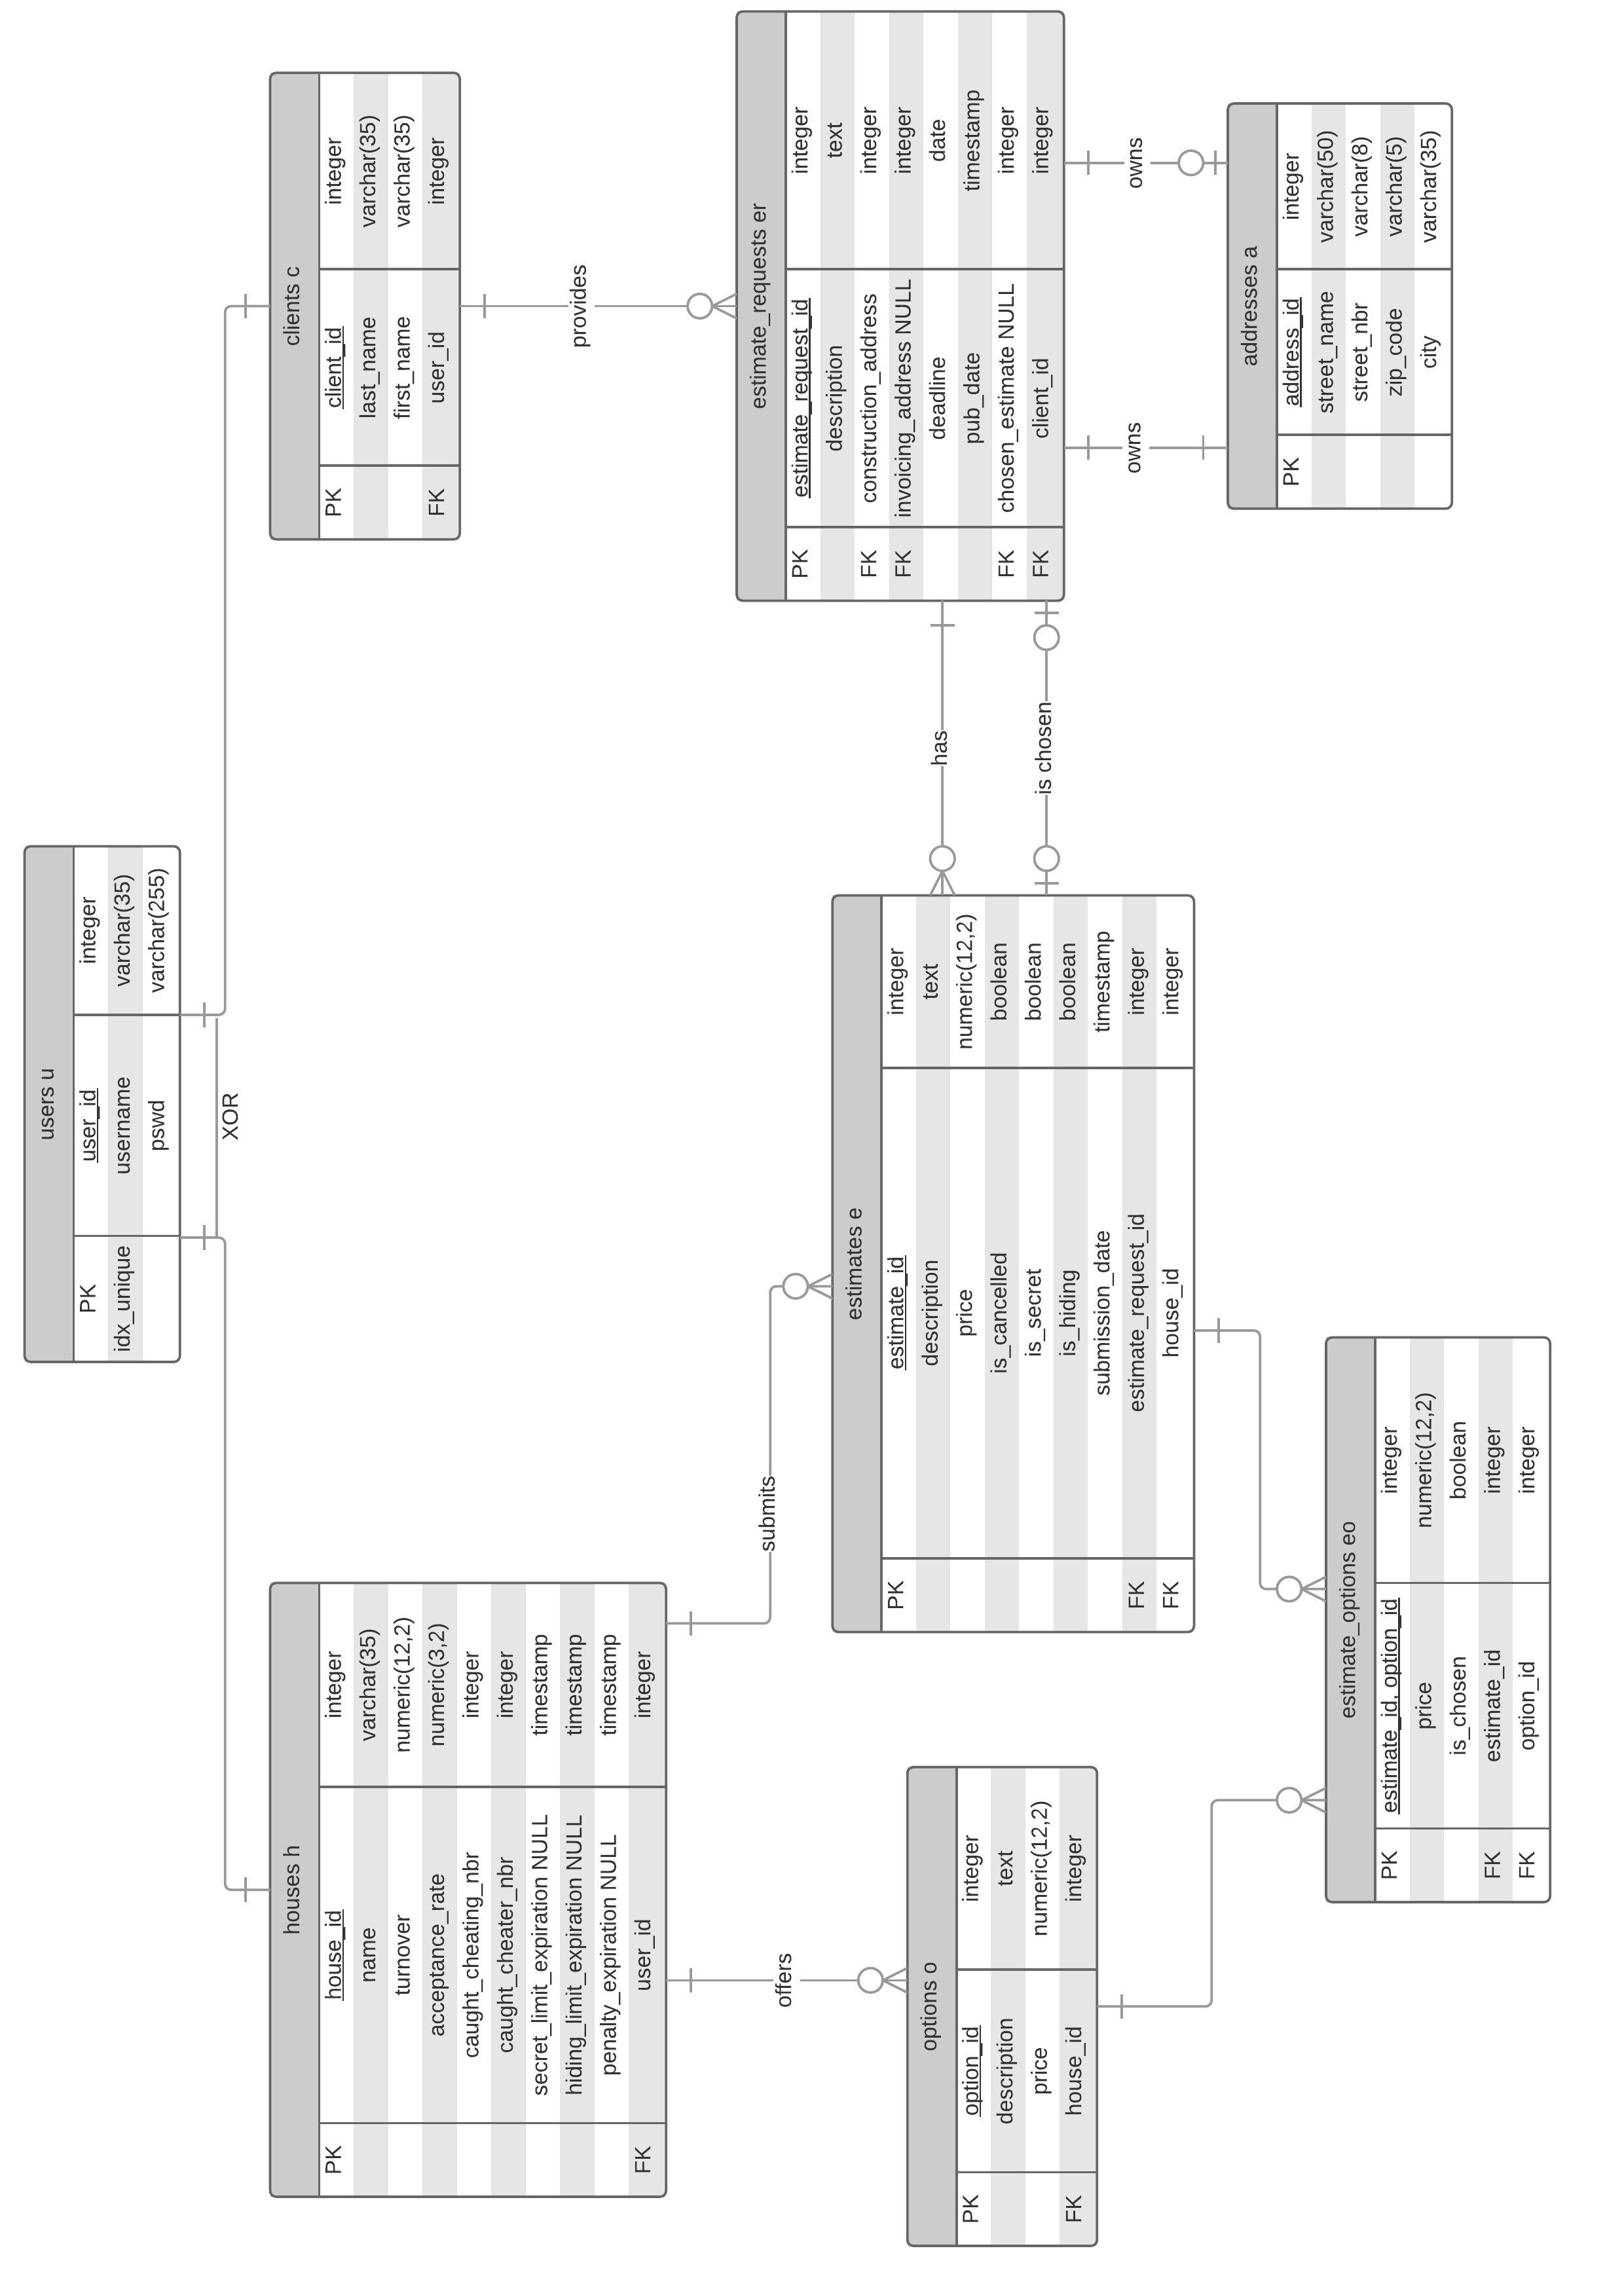 users u
PK user_id integer
idx_unique username varchar(35)
pswd varchar(255)
XOR
houses h
PK house_id integer
name varchar(35)
turnover numeric(12,2)
acceptance_rate numeric(3,2)
caught_cheating_nbr integer
caught_cheater_nbr integer
secret_limit_expiration NULL timestamp
hiding_limit_expiration NULL timestamp
penalty_expiration NULL timestamp
FK user_id integer
clients c
PK client_id integer
last_name varchar(35)
first_name varchar(35)
FK user_id integer
offers
submits
provides
options o
PK option_id integer
description text
price numeric(12,2)
FK house_id integer
estimates e
PK estimate_id integer
description text
price numeric(12,2)
is_cancelled boolean
is_secret boolean
is_hiding boolean
submission_date timestamp
FK estimate_request_id integer
FK house_id integer
has
is chosen
estimate_requests er
PK estimate_request_id integer
description text
FK construction_address integer
FK invoicing_address NULL integer
deadline date
pub_date timestamp
FK chosen_estimate NULL integer
FK client_id integer
owns
owns
estimate_options eo
PK estimate_id, option_id integer
price numeric(12,2)
is_chosen boolean
FK estimate_id integer
FK option_id integer
addresses a
PK address_id integer
street_name varchar(50)
street_nbr varchar(8)
zip_code varchar(5)
city varchar(35)